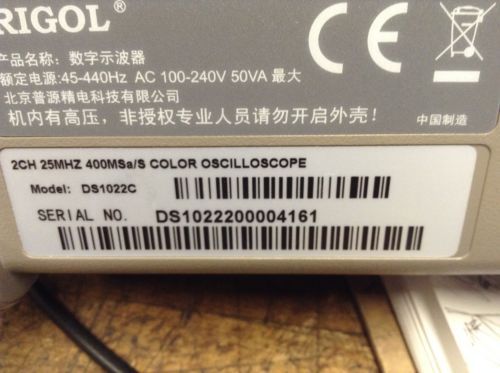 RIGOL®
产品名称: 数字示波器
额定电源:45-440Hz AC 100-240V 50VA 最大
北京普源精电科技有限公司
机内有高压，非授权专业人员请勿开启外壳!
中国制造
CE
2CH 25MHZ 400MSa/S COLOR OSCILLOSCOPE
Model: DS1022C
SERIAL NO. DS1022200004161